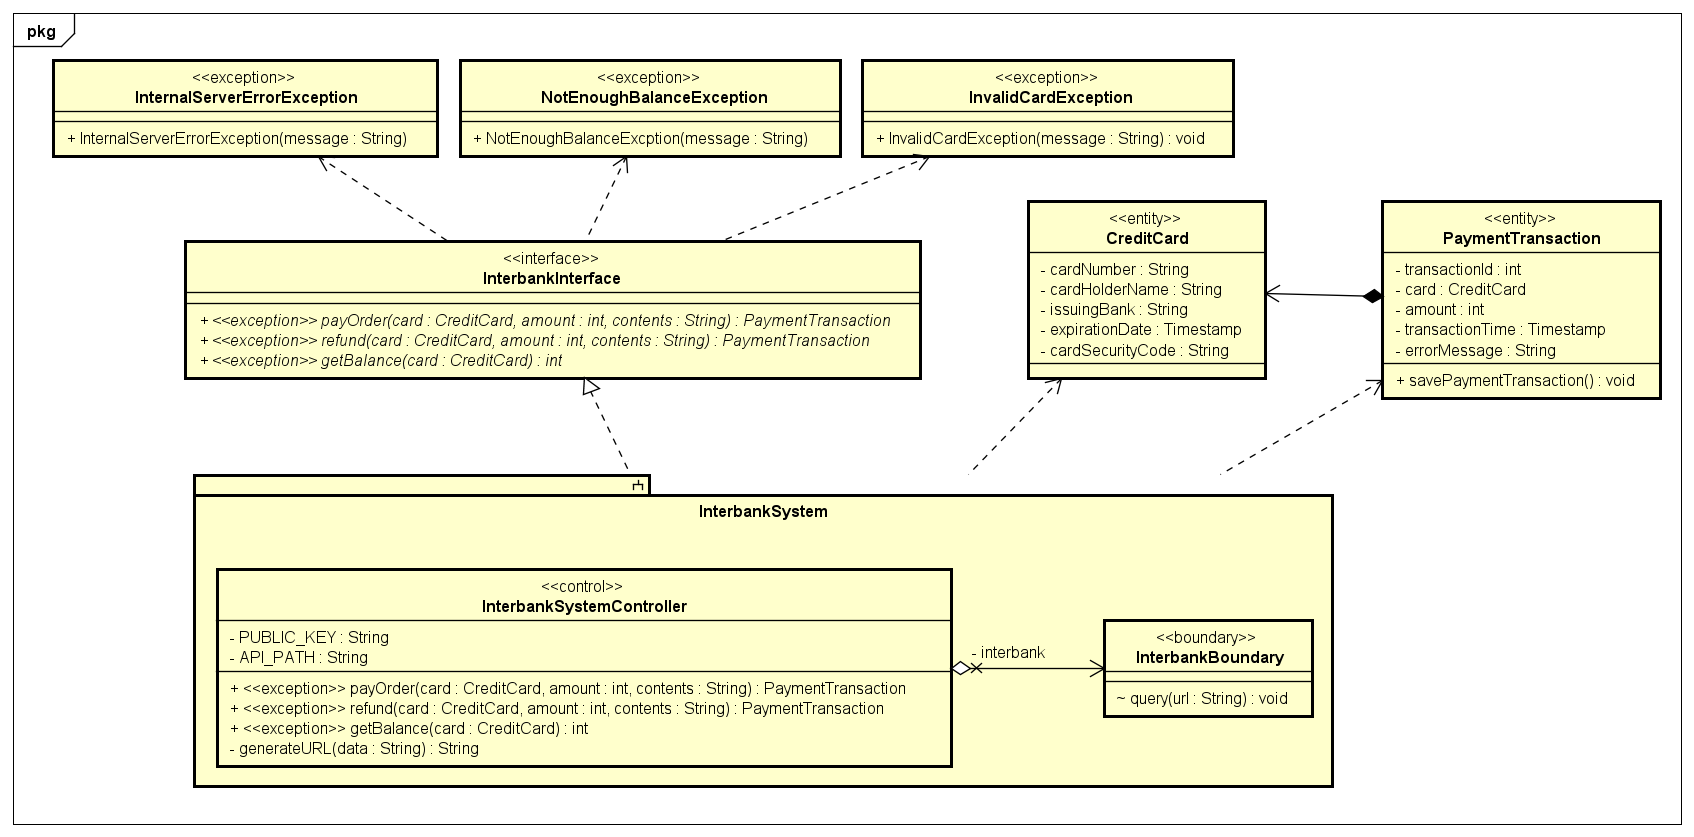 pkg
<<exception>>
InternalServerErrorException
+ InternalServerErrorException(message : String)
<<exception>>
NotEnoughBalanceException
+ NotEnoughBalanceExcption(message : String)
<<exception>>
InvalidCardException
+ InvalidCardException(message : String) : void
<<interface>>
InterbankInterface
+ <<exception>> payOrder(card : CreditCard, amount : int, contents : String) : PaymentTransaction
+ <<exception>> refund(card : CreditCard, amount : int, contents : String) : PaymentTransaction
+ <<exception>> getBalance(card : CreditCard) : int
<<entity>>
CreditCard
- cardNumber : String
- cardHolderName : String
- issuingBank : String
- expirationDate : Timestamp
- cardSecurityCode : String
<<entity>>
PaymentTransaction
- transactionId : int
- card : CreditCard
- amount : int
- transactionTime : Timestamp
- errorMessage : String
+ savePaymentTransaction() : void
InterbankSystem
<<control>>
InterbankSystemController
- PUBLIC_KEY : String
- API_PATH : String
+ <<exception>> payOrder(card : CreditCard, amount : int, contents : String) : PaymentTransaction
+ <<exception>> refund(card : CreditCard, amount : int, contents : String) : PaymentTransaction
+ <<exception>> getBalance(card : CreditCard) : int
- generateURL(data : String) : String
- interbank
<<boundary>>
InterbankBoundary
~ query(url : String) : void